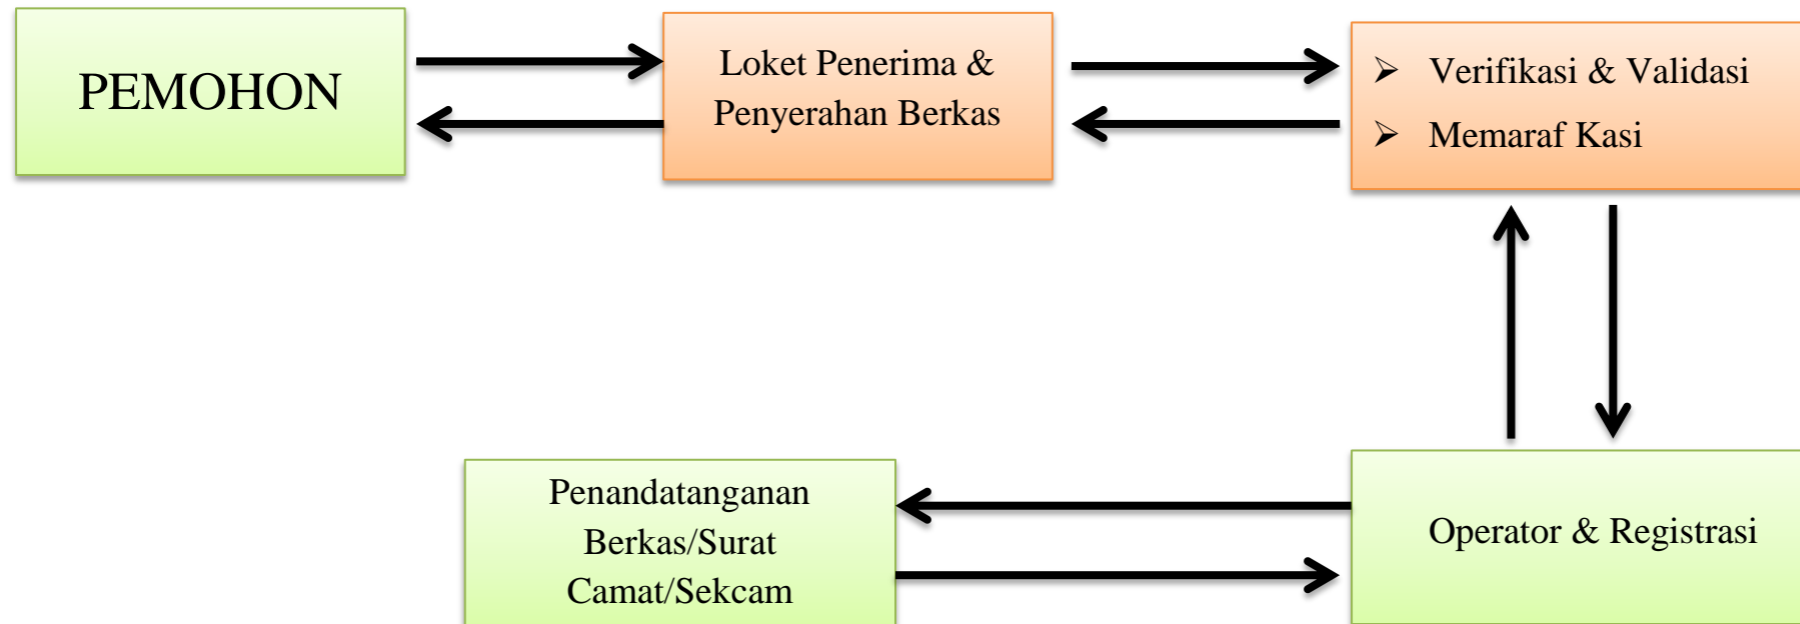 PEMOHON
Loket Penerima &
Penyerahan Berkas
➢ Verifikasi & Validasi
➢ Memaraf Kasi
Penandatanganan
Berkas/Surat
Camat/Sekcam
Operator & Registrasi